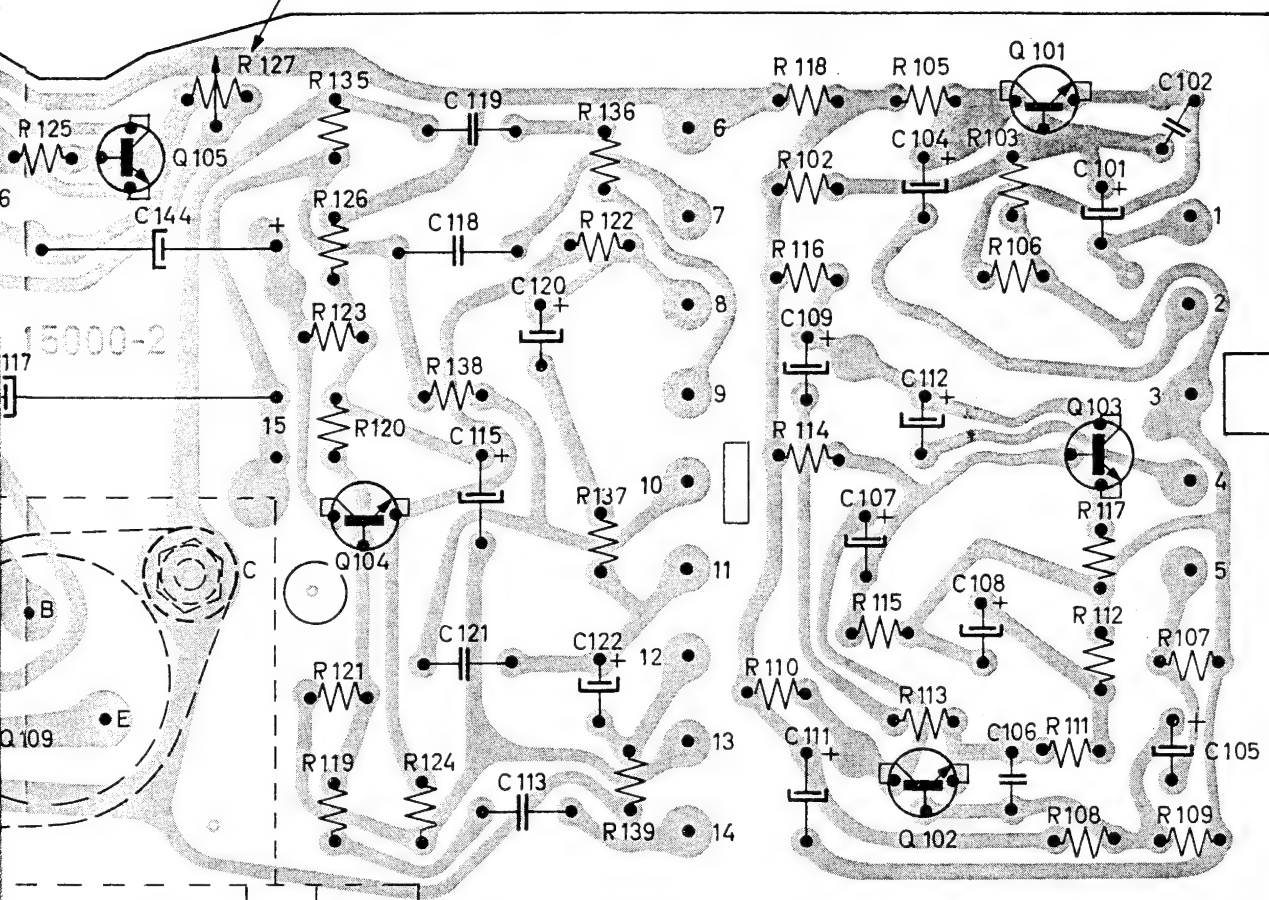 R 127
R 135
C 119
R 136
6
R 118
R 105
Q 101
C 102
R 125
Q 105
C 104 +
R 103
C 101
+
R 102
6
C 144
+
R 126
C 118
R 122
7
1
R 116
R 106
C 120
+
8
2
15000-2
R 123
C 109
+
117
R 138
9
C 112
+
3
Q 103
15
R 120
C 115
+
R 114
10
4
R 137
C 107
+
R 117
Q 104
C
11
5
B
C 108
+
R 115
R 112
C 121
C 122
+
12
R 107
R 121
R 110
R 113
E
Q 109
13
C 111
+
C 106
R 111
+
C 105
R 119
R 124
C 113
R 139
14
Q 102
R 108
R 109